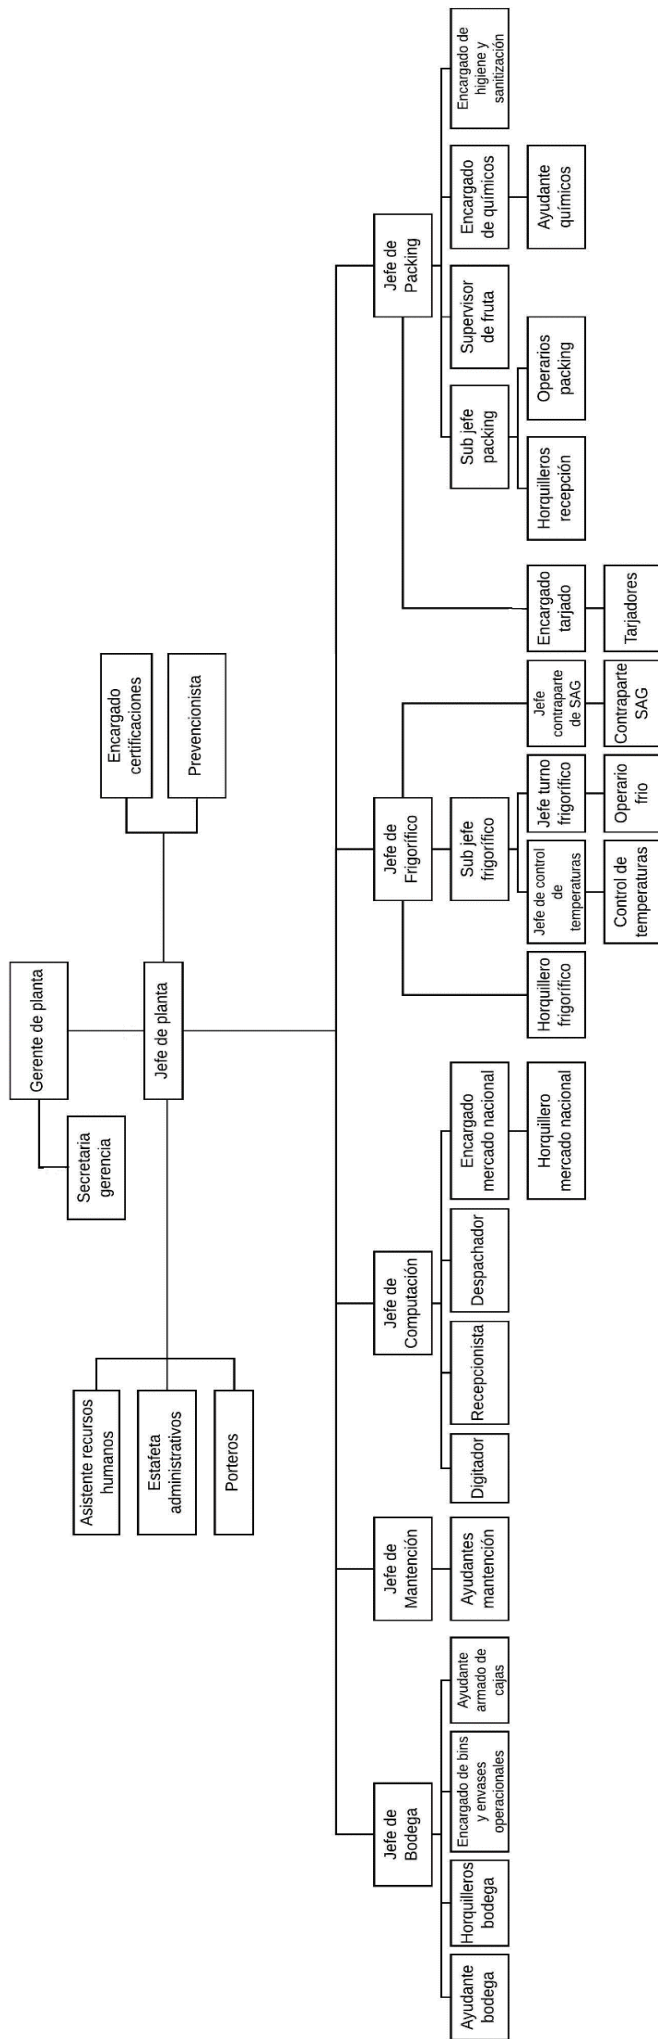 Gerente de planta
Secretaria
gerencia
Jefe de planta
Asistente recursos
humanos
Estafeta
administrativos
Porteros
Encargado
certificaciones
Prevencionista
Jefe de
Bodega
Ayudante
bodega
Horquilleros
bodega
Encargado de bins
y envases
operacionales
Ayudante
armado de
cajas
Jefe de
Mantención
Ayudantes
mantención
Jefe de
Computación
Digitador
Recepcionista
Despachador
Encargado
mercado nacional
Horquillero
mercado nacional
Jefe de
Frigorífico
Horquillero
frigorífico
Sub jefe
frigorífico
Jefe de control
de
temperaturas
Control de
temperaturas
Jefe turno
frigorífico
Operario
frio
Jefe
contraparte
de SAG
Contraparte
SAG
Jefe de
Packing
Encargado
tarjado
Tarjadores
Sub jefe
packing
Horquilleros
recepción
Operarios
packing
Supervisor
de fruta
Encargado
de químicos
Ayudante
químicos
Encargado de
higiene y
sanitización